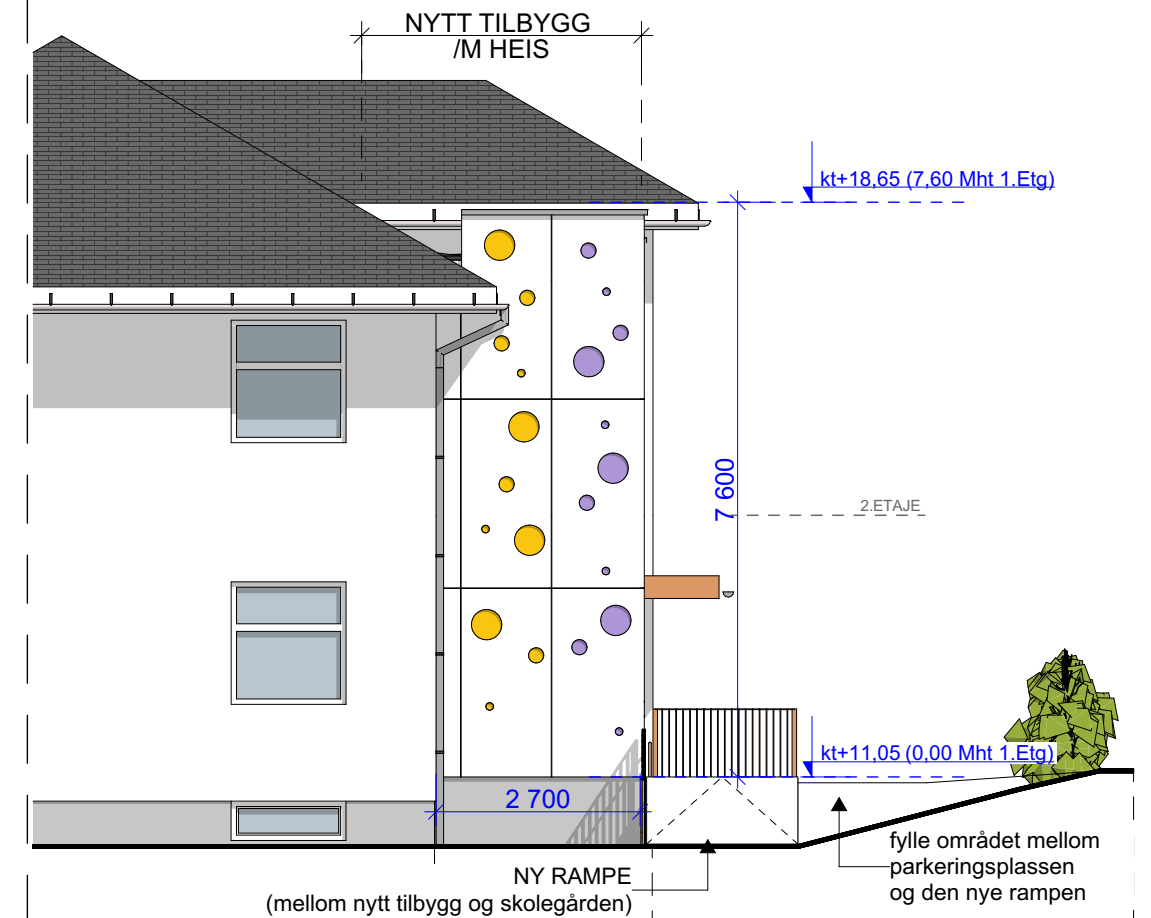 NYTT TILBYGG
/M HEIS
kt+18,65 (7,60 Mht 1.Etg)
7 600
2.ETAJE
kt+11,05 (0,00 Mht 1.Etg)
2 700
NY RAMPE
(mellom nytt tilbygg og skolegården)
fylle området mellom
parkeringsplassen
og den nye rampen